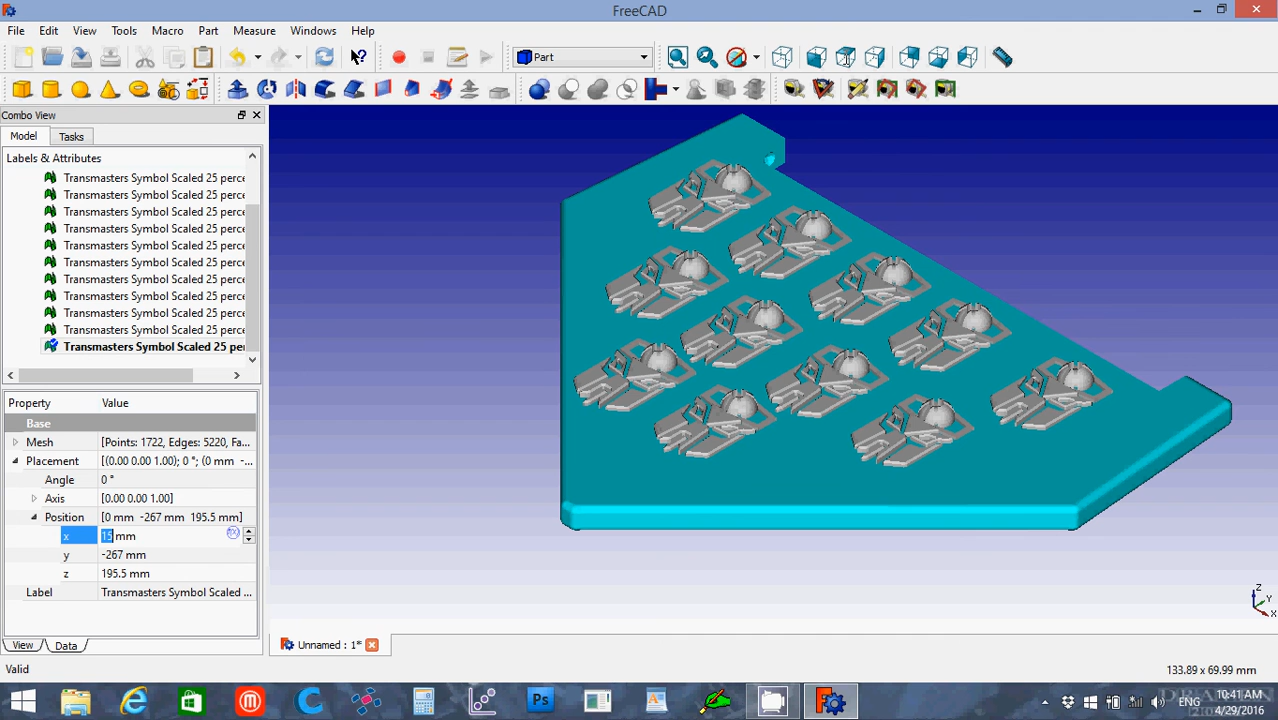 FreeCAD
File Edit View Tools Macro Part Measure Windows Help
Part
Combo View
Model Tasks
Labels & Attributes
Transmasters Symbol Scaled 25 perce
Transmasters Symbol Scaled 25 perce
Transmasters Symbol Scaled 25 perce
Transmasters Symbol Scaled 25 perce
Transmasters Symbol Scaled 25 perce
Transmasters Symbol Scaled 25 perce
Transmasters Symbol Scaled 25 perce
Transmasters Symbol Scaled 25 perce
Transmasters Symbol Scaled 25 perce
Transmasters Symbol Scaled 25 perce
Transmasters Symbol Scaled 25 pe
Property Value
Base
Mesh [Points: 1722, Edges: 5220, Fa...
Placement [(0.00 0.00 1.00); 0 °; (0 mm -...
Angle 0 °
Axis [0.00 0.00 1.00]
Position [0 mm -267 mm 195.5 mm]
x 15 mm
y -267 mm
z 195.5 mm
Label Transmasters Symbol Scaled ...
View Data
Unnamed : 1*
Z
Y
X
Valid
133.89 x 69.99 mm
Ps
ENG
10:41 AM
4/29/2016